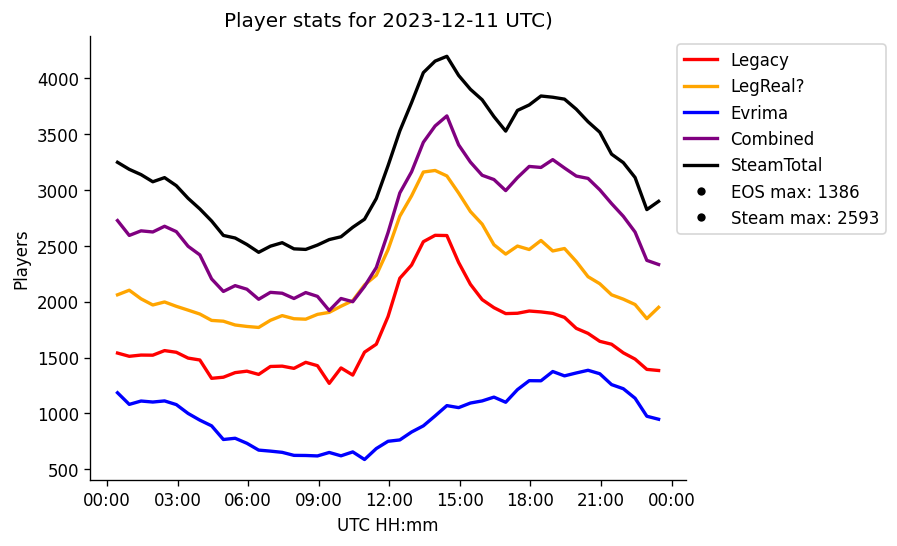 Player stats for 2023-12-11 UTC)
Players
4000
3500
3000
2500
2000
1500
1000
500
00:00 03:00 06:00 09:00 12:00 15:00 18:00 21:00 00:00
UTC HH:mm
Legacy
LegReal?
Evrima
Combined
SteamTotal
EOS max: 1386
Steam max: 2593